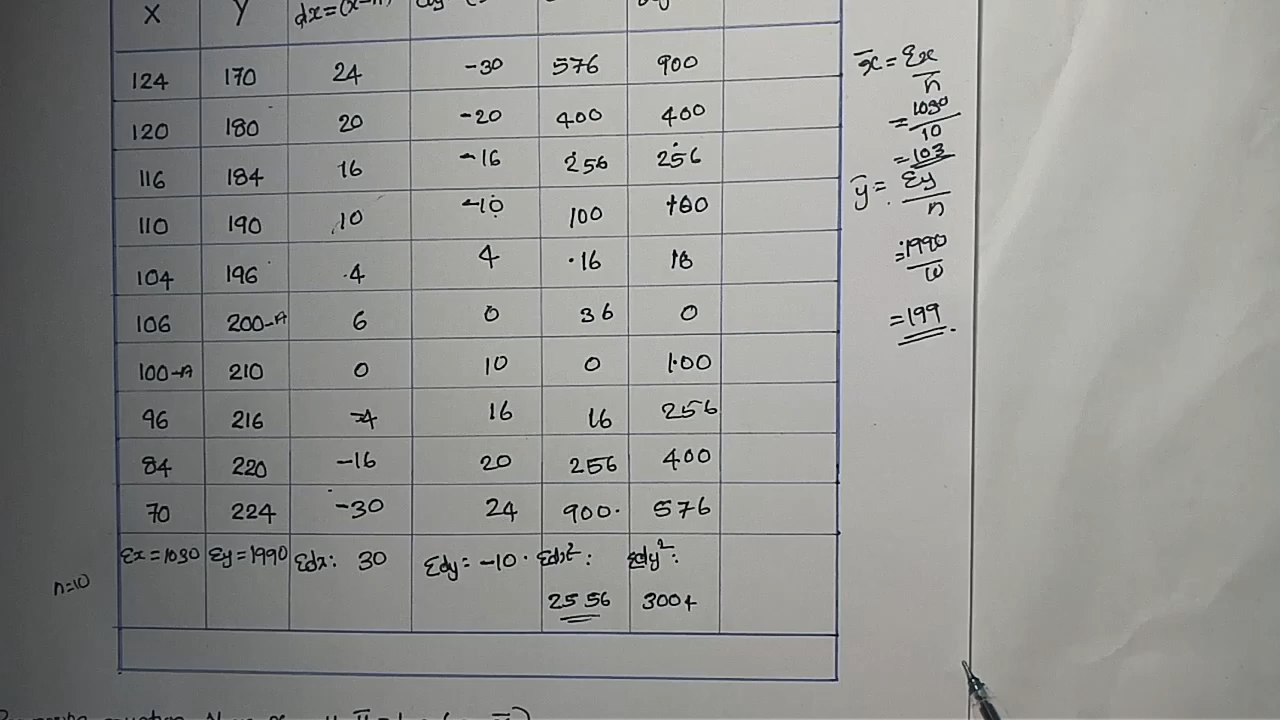 X Y dx=(x-A)
124 170 24 -30 576 900
120 180 20 -20 400 400
116 184 16 -16 256 256
110 190 10 -10 100 100
104 196 4 4 16 16
106 200-A 6 0 36 0
100-A 210 0 10 0 100
96 216 -4 16 16 256
84 220 -16 20 256 400
70 224 -30 24 900 576
Σx=1030 Σy=1990 Σdx: 30 Σdy=-10 Σdx²: Σdy²:
2556 3004
n=10
x̄=Σx
n
=1030
10
=103
ȳ=Σy
n
=1990
10
=199